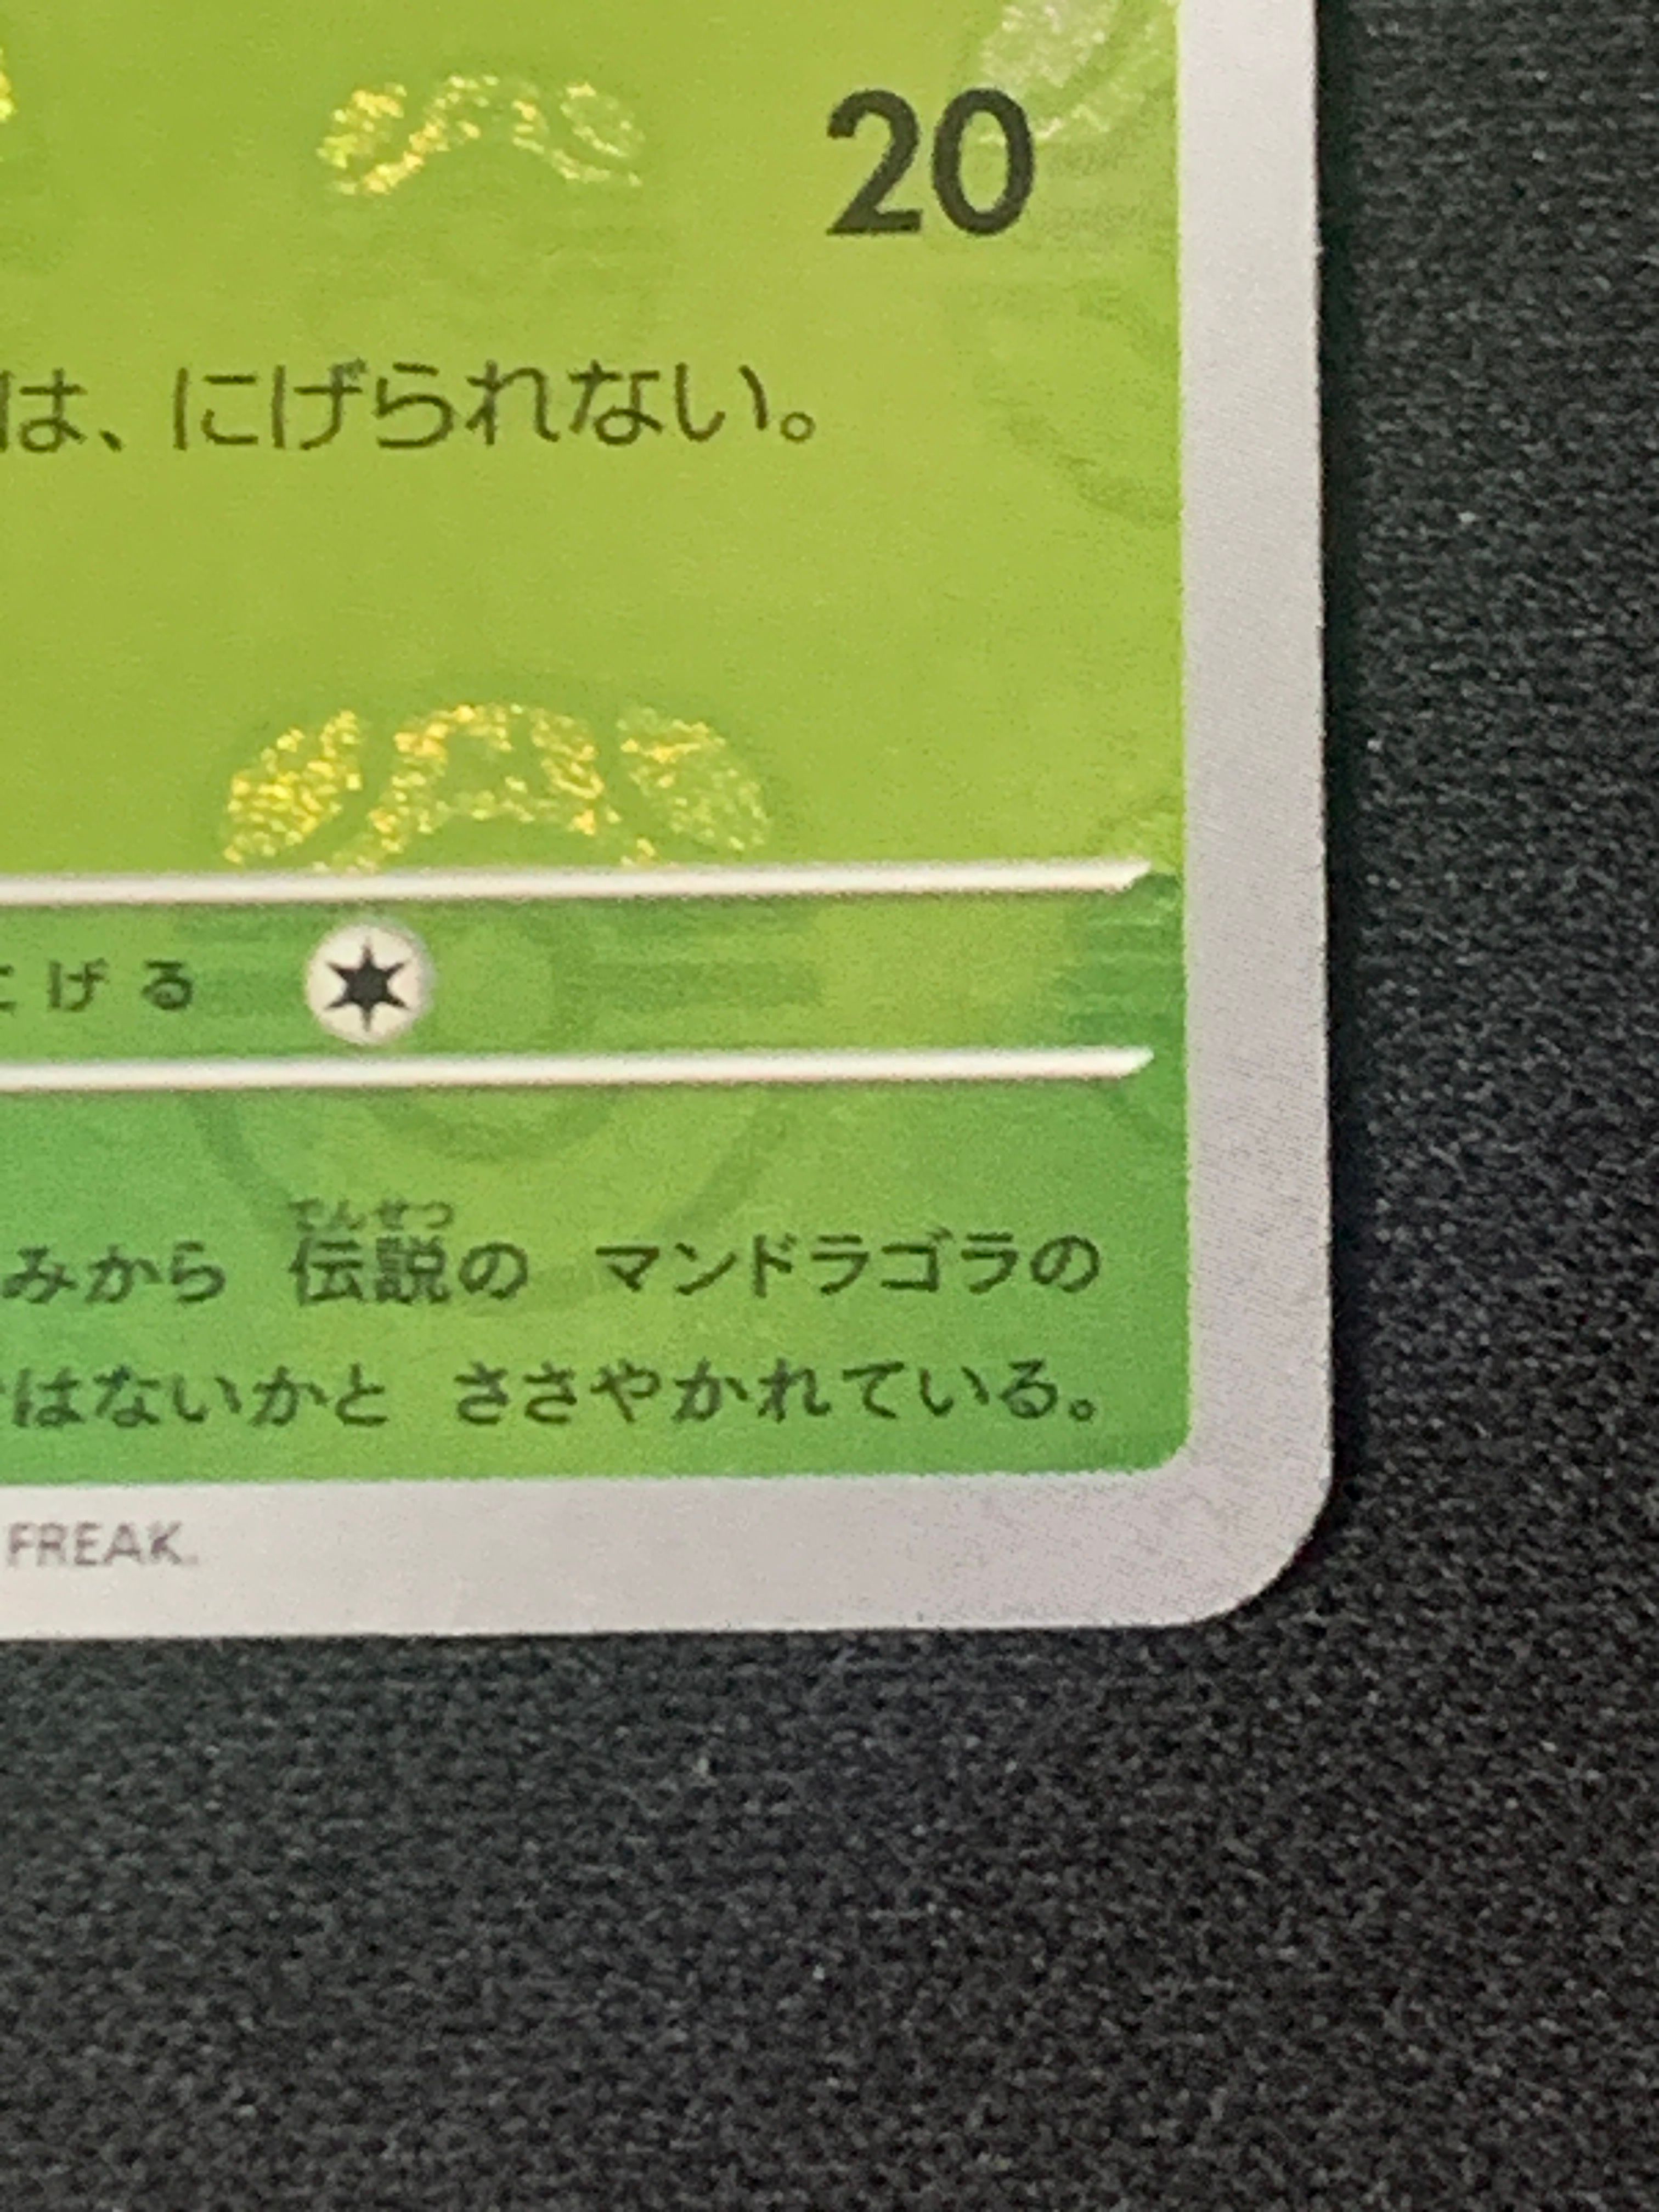 20
は、にげられない。
にげる
みから 伝説の マンドラゴラの
でんせつ
はないかと ささやかれている。
FREAK.